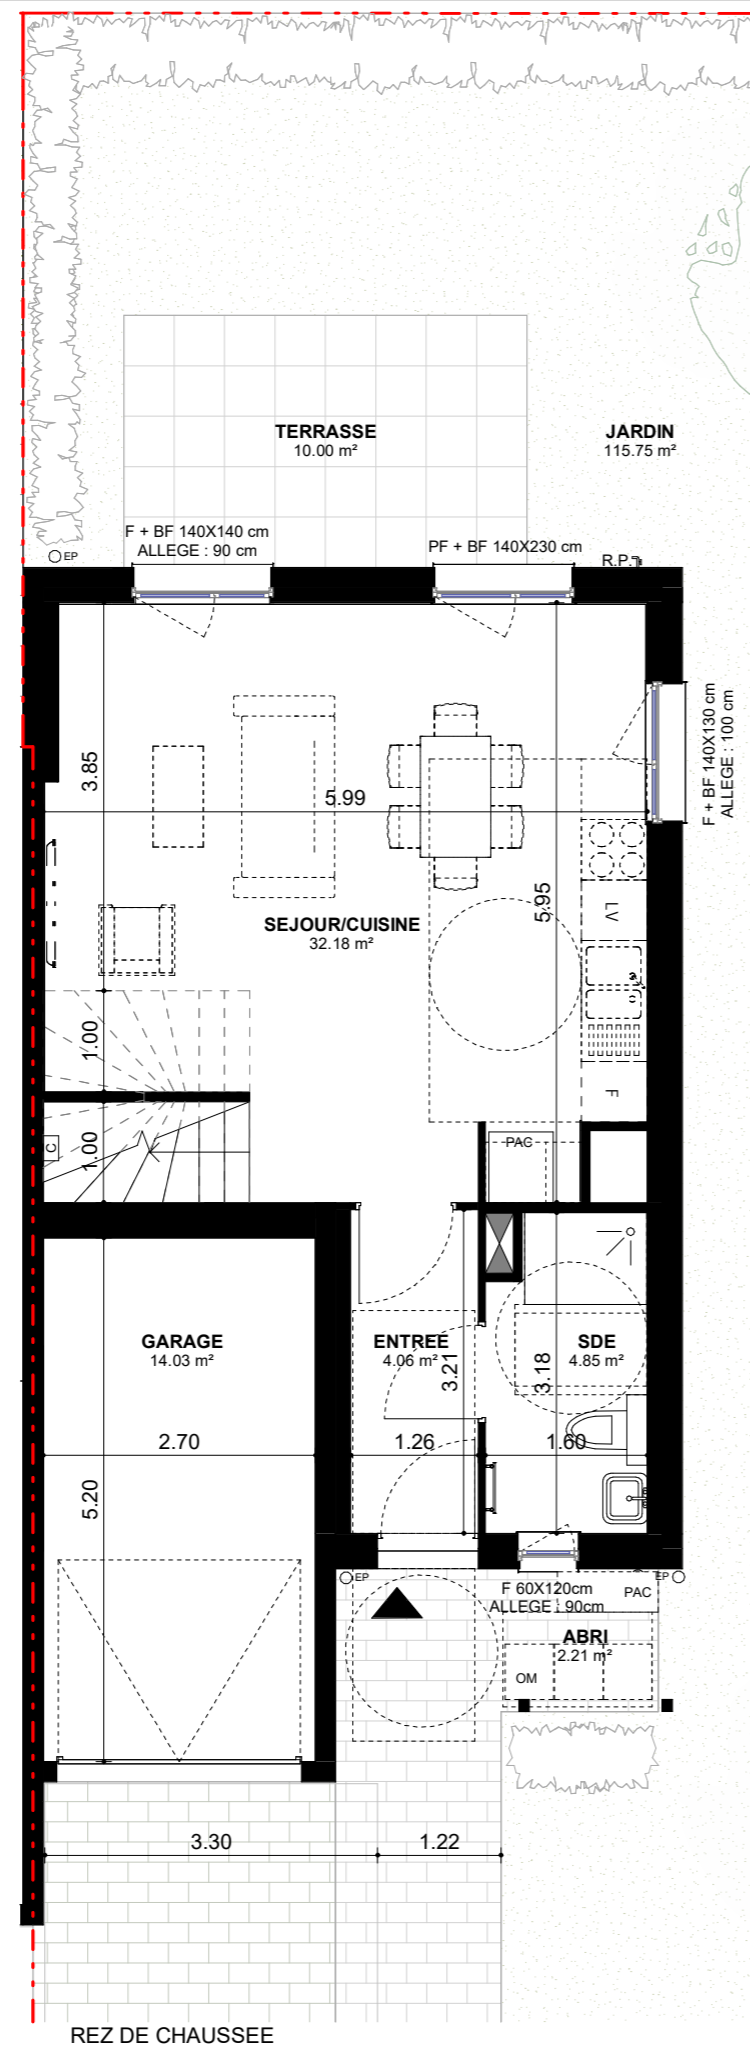 TERRASSE
10.00 m²
JARDIN
115.75 m²
F + BF 140X140 cm
ALLEGE : 90 cm
PF + BF 140X230 cm
EP
R.P.
F + BF 140X130 cm
ALLEGE : 100 cm
3.85
5.99
5.95
LV
SEJOUR/CUISINE
32.18 m²
1.00
F
1.00
C
PAC
GARAGE
14.03 m²
ENTREE
4.06 m²
SDE
4.85 m²
3.21
3.18
2.70
1.26
1.60
5.20
EP
EP
F 60X120cm
ALLEGE : 90cm
PAC
ABRI
2.21 m²
OM
3.30
1.22
REZ DE CHAUSSEE